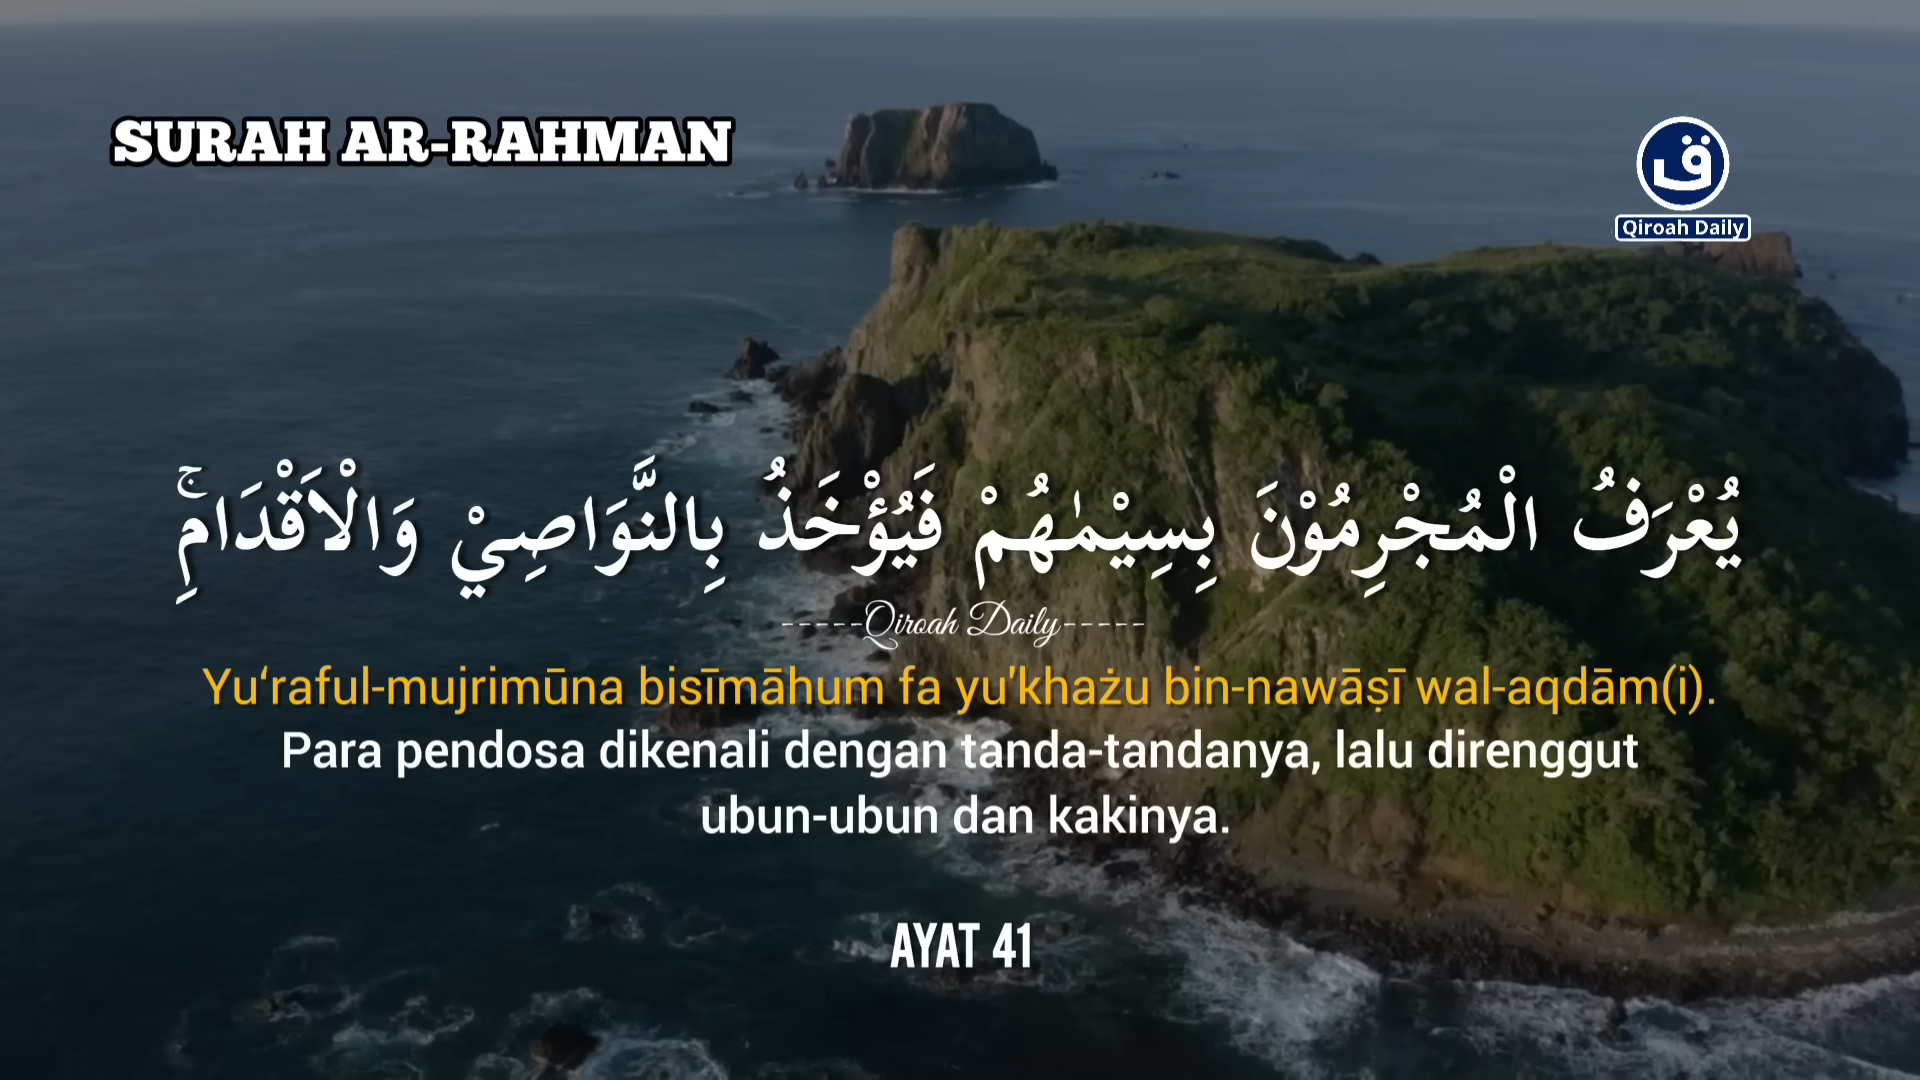 SURAH AR-RAHMAN
ق
Qiroah Daily
يُعْرَفُ الْمُجْرِمُوْنَ بِسِيْمٰهُمْ فَيُؤْخَذُ بِالنَّوَاصِيْ وَالْاَقْدَامِۚ
-----Qiroah Daily-----
Yu‘raful-mujrimūna bisīmāhum fa yu'khażu bin-nawāṣī wal-aqdām(i).
Para pendosa dikenali dengan tanda-tandanya, lalu direnggut
ubun-ubun dan kakinya.
AYAT 41